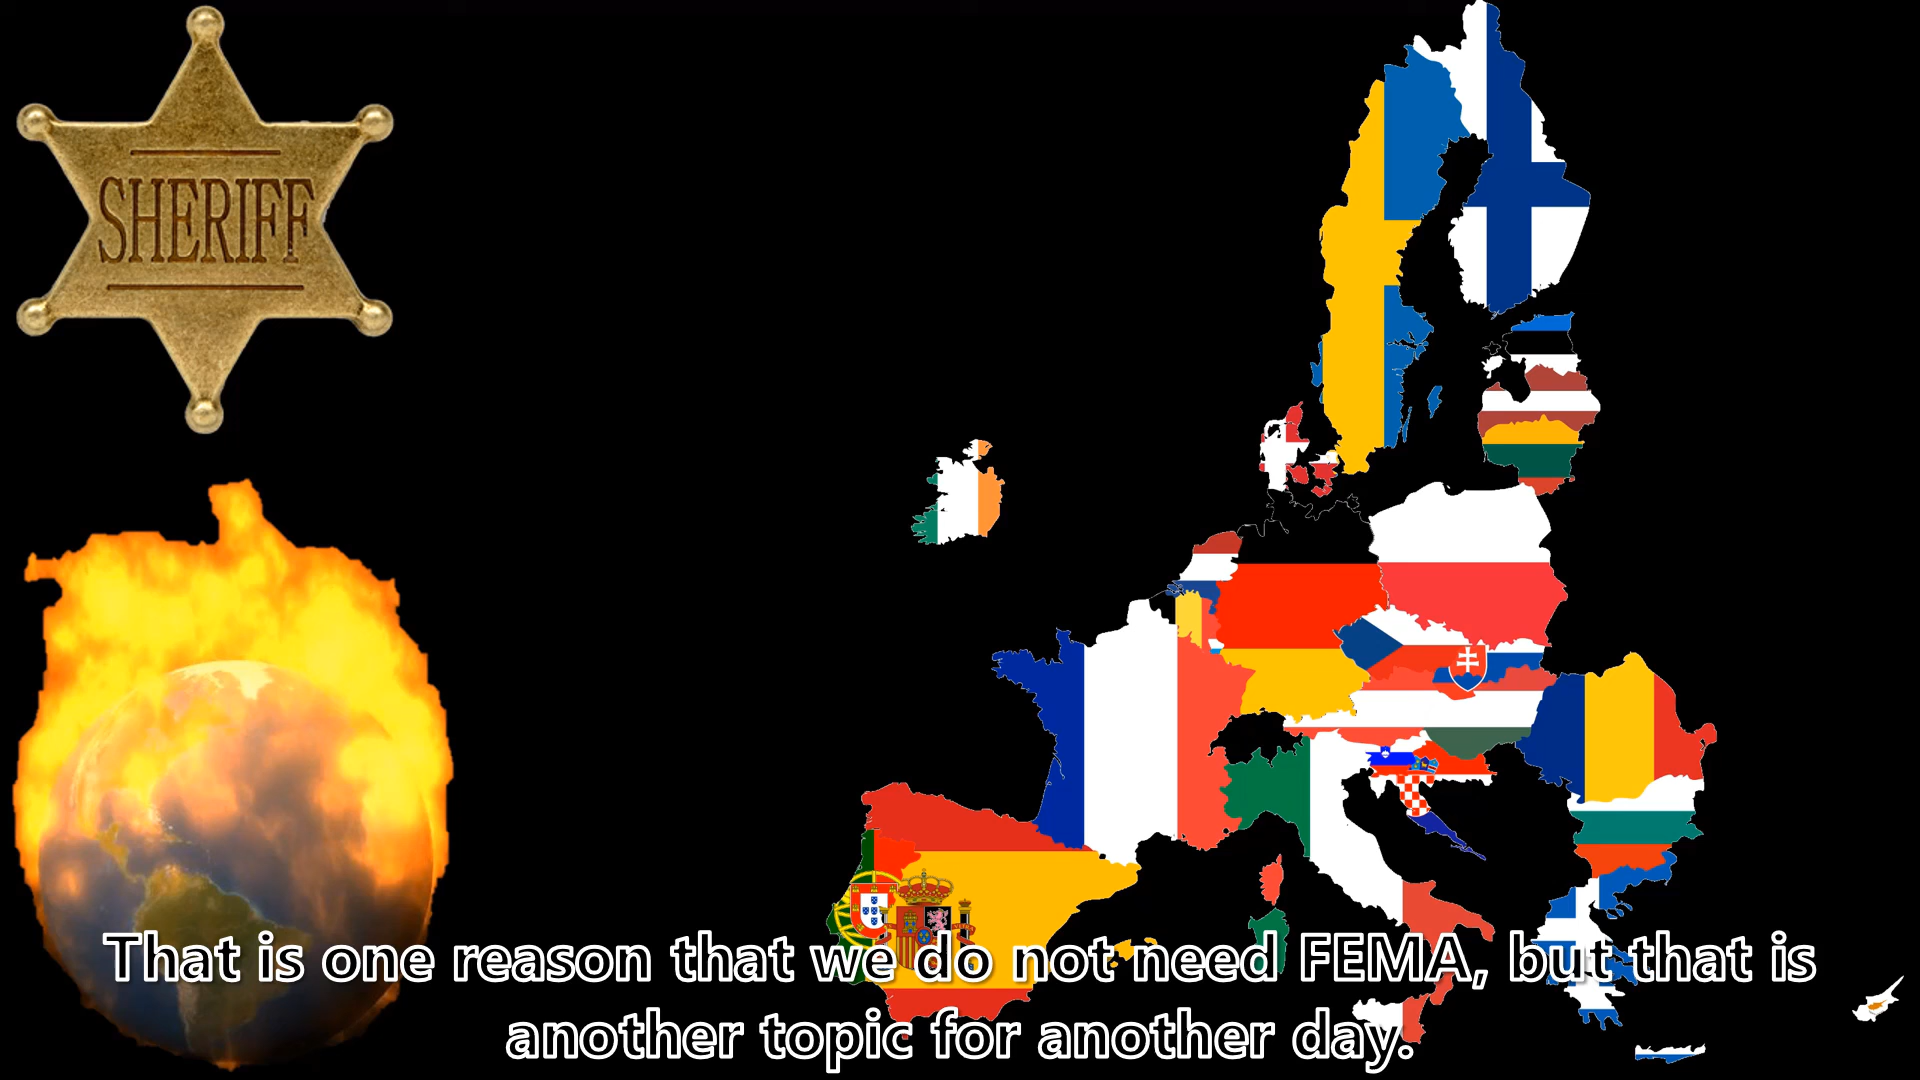 SHERIFF
That is one reason that we do not need FEMA, but that is
another topic for another day.